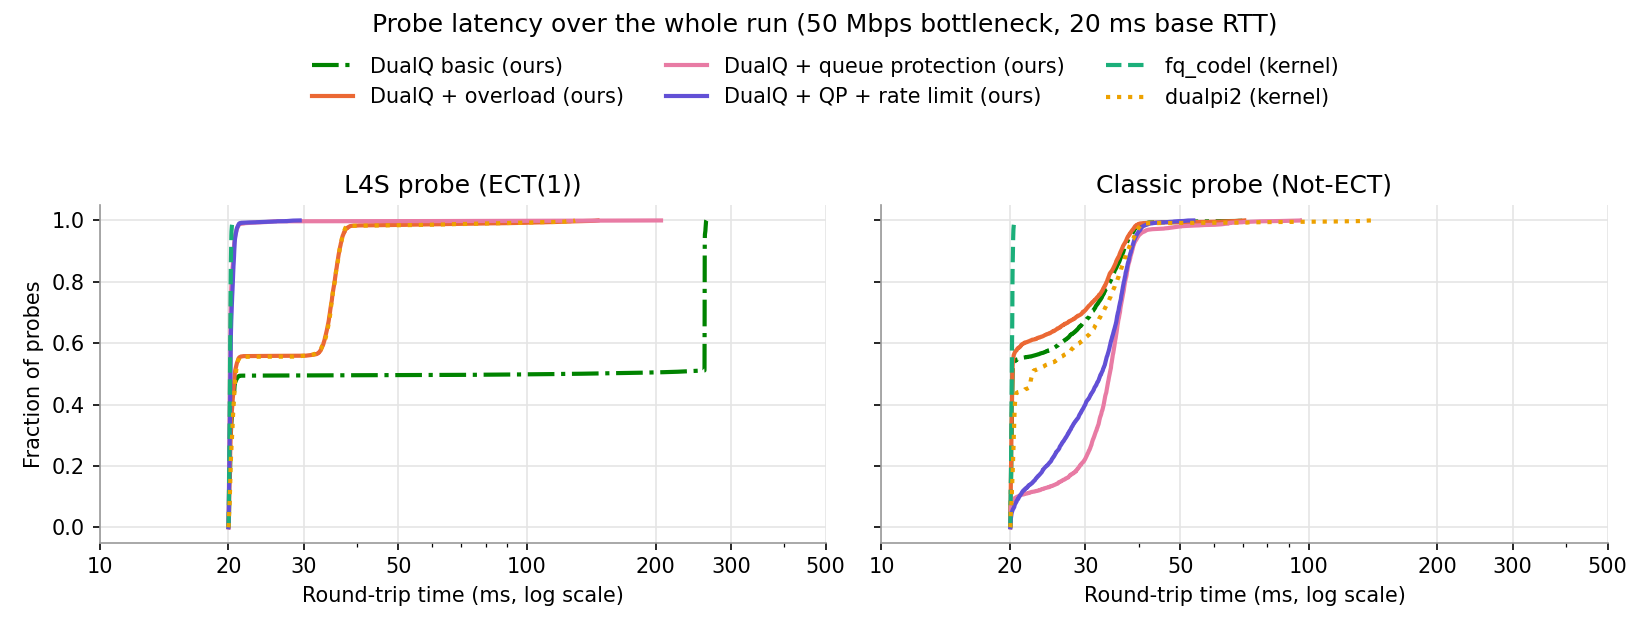 Probe latency over the whole run (50 Mbps bottleneck, 20 ms base RTT)
DualQ basic (ours)
DualQ + overload (ours)
DualQ + queue protection (ours)
DualQ + QP + rate limit (ours)
fq_codel (kernel)
dualpi2 (kernel)
L4S probe (ECT(1))
Fraction of probes
1.0
0.8
0.6
0.4
0.2
0.0
10 20 30 50 100 200 300 500
Round-trip time (ms, log scale)
Classic probe (Not-ECT)
10 20 30 50 100 200 300 500
Round-trip time (ms, log scale)